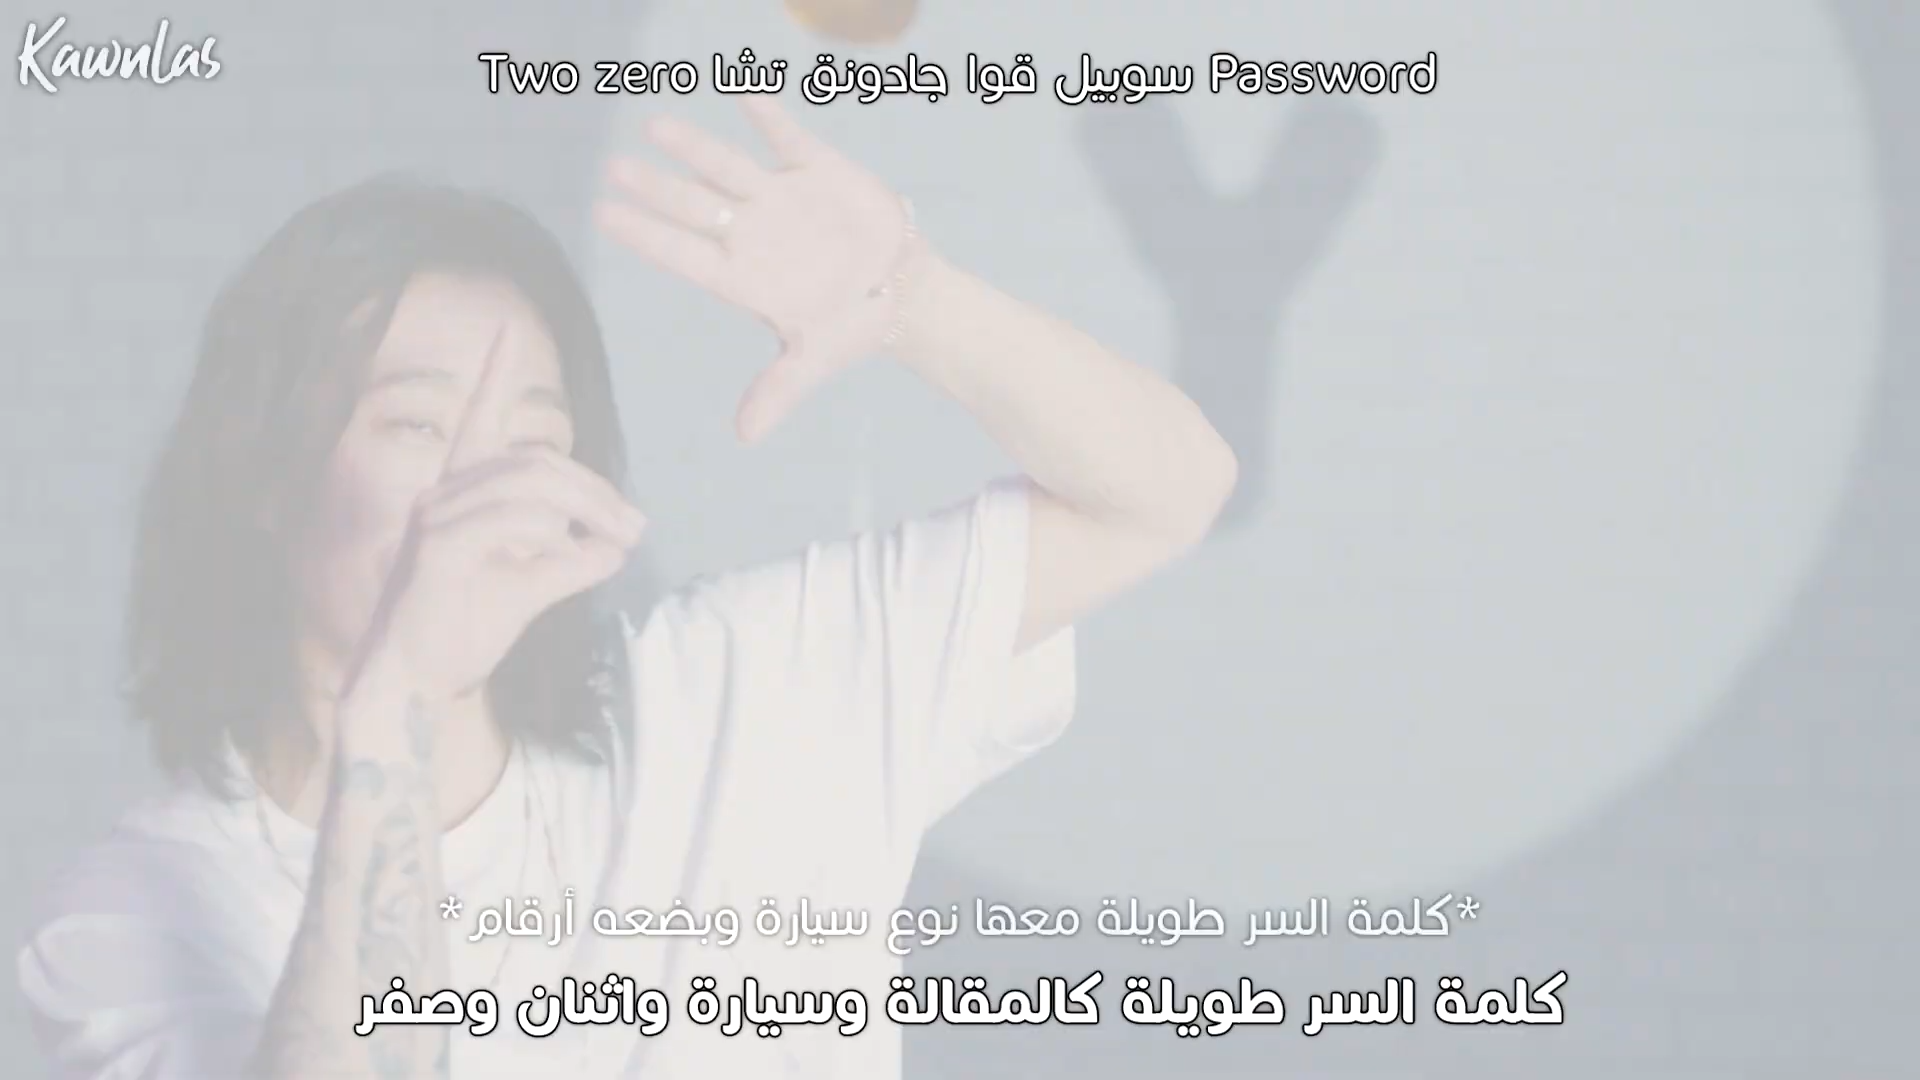 Kawnlas
Password سوبيل قوا جادونق تشا Two zero
*كلمة السر طويلة معها نوع سيارة وبضعه أرقام*
كلمة السر طويلة كالمقالة وسيارة واثنان وصفر
Y